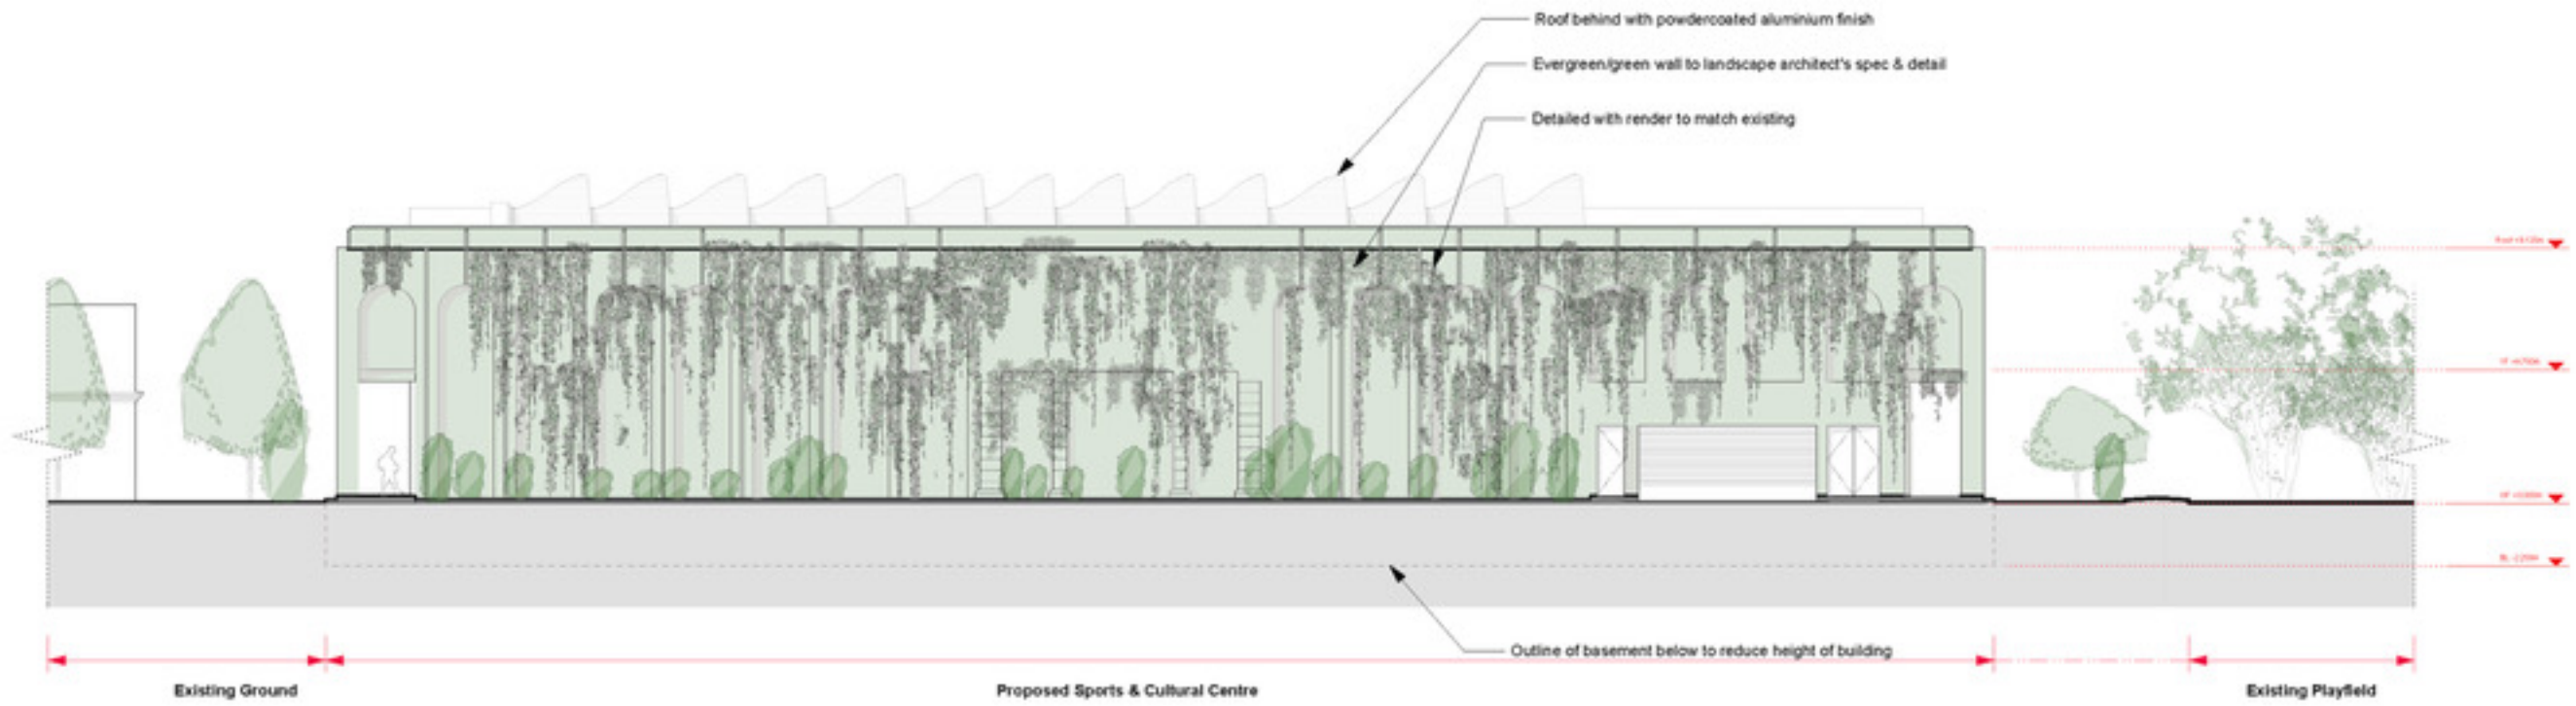 Roof behind with powdercoated aluminium finish
Evergreen/green wall to landscape architect's spec & detail
Detailed with render to match existing
Outline of basement below to reduce height of building
Existing Ground
Proposed Sports & Cultural Centre
Existing Playfield